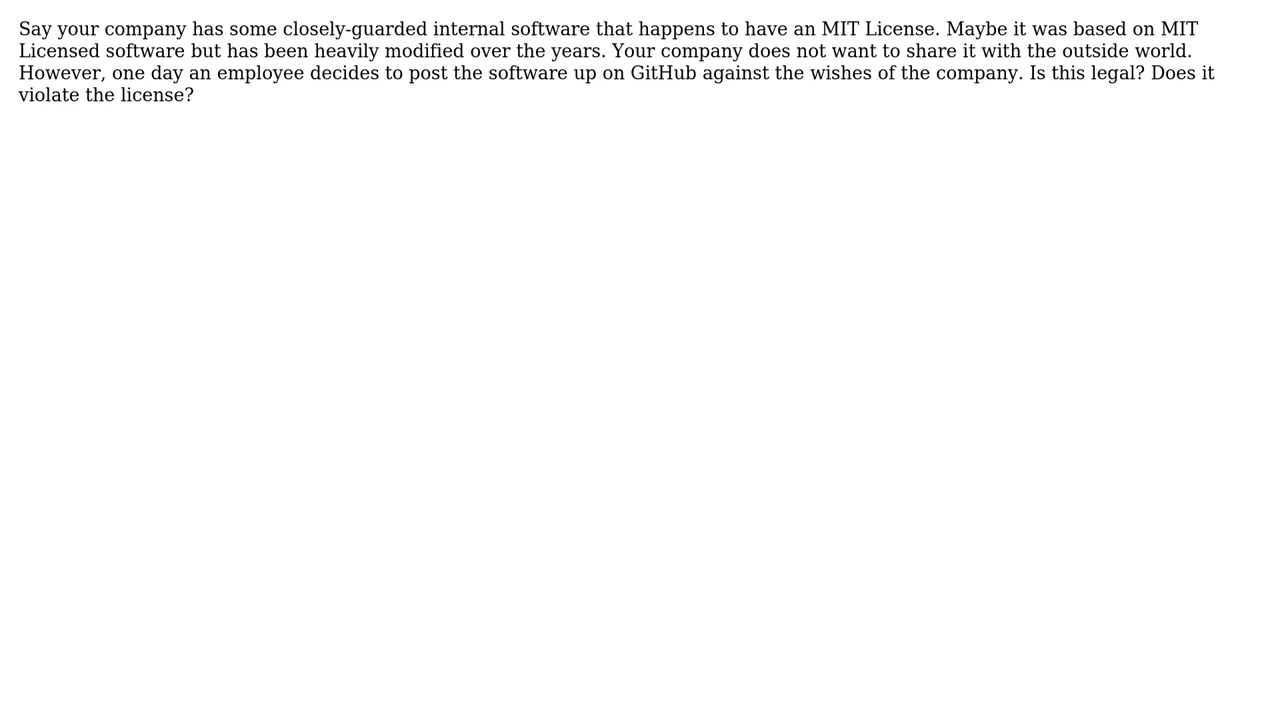 Say your company has some closely-guarded internal software that happens to have an MIT License. Maybe it was based on MIT
Licensed software but has been heavily modified over the years. Your company does not want to share it with the outside world.
However, one day an employee decides to post the software up on GitHub against the wishes of the company. Is this legal? Does it
violate the license?